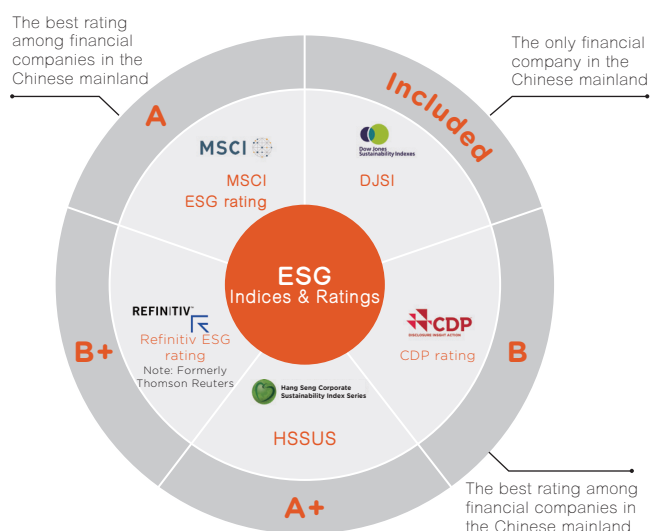 The best rating
among financial
companies in the
Chinese mainland
The only financial
company in the
Chinese mainland
A
Included
MSCI
MSCI
ESG rating
Dow Jones
Sustainability Indexes
DJSI
ESG
Indices & Ratings
REFINITIV
Refinitiv ESG
rating
Note: Formerly
Thomson Reuters
B+
CDP
DISCLOSURE INSIGHT ACTION
CDP rating
B
Hang Seng Corporate
Sustainability Index Series
HSSUS
A+
The best rating among
financial companies in
the Chinese mainland